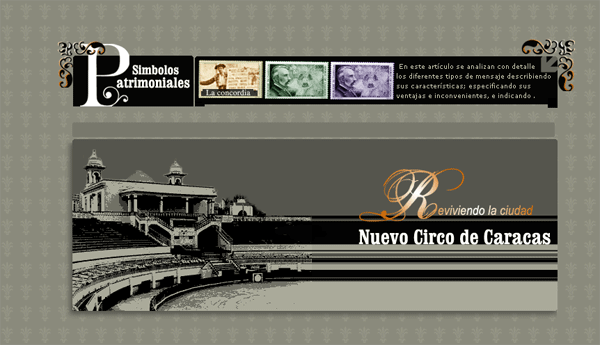 Simbolos
Patrimoniales
La concordia
En este artículo se analizan con detalle
los diferentes tipos de mensaje describiendo
sus características; especificando sus
ventajas e inconvenientes, e indicando .
Reviviendo la ciudad
Nuevo Circo de Caracas